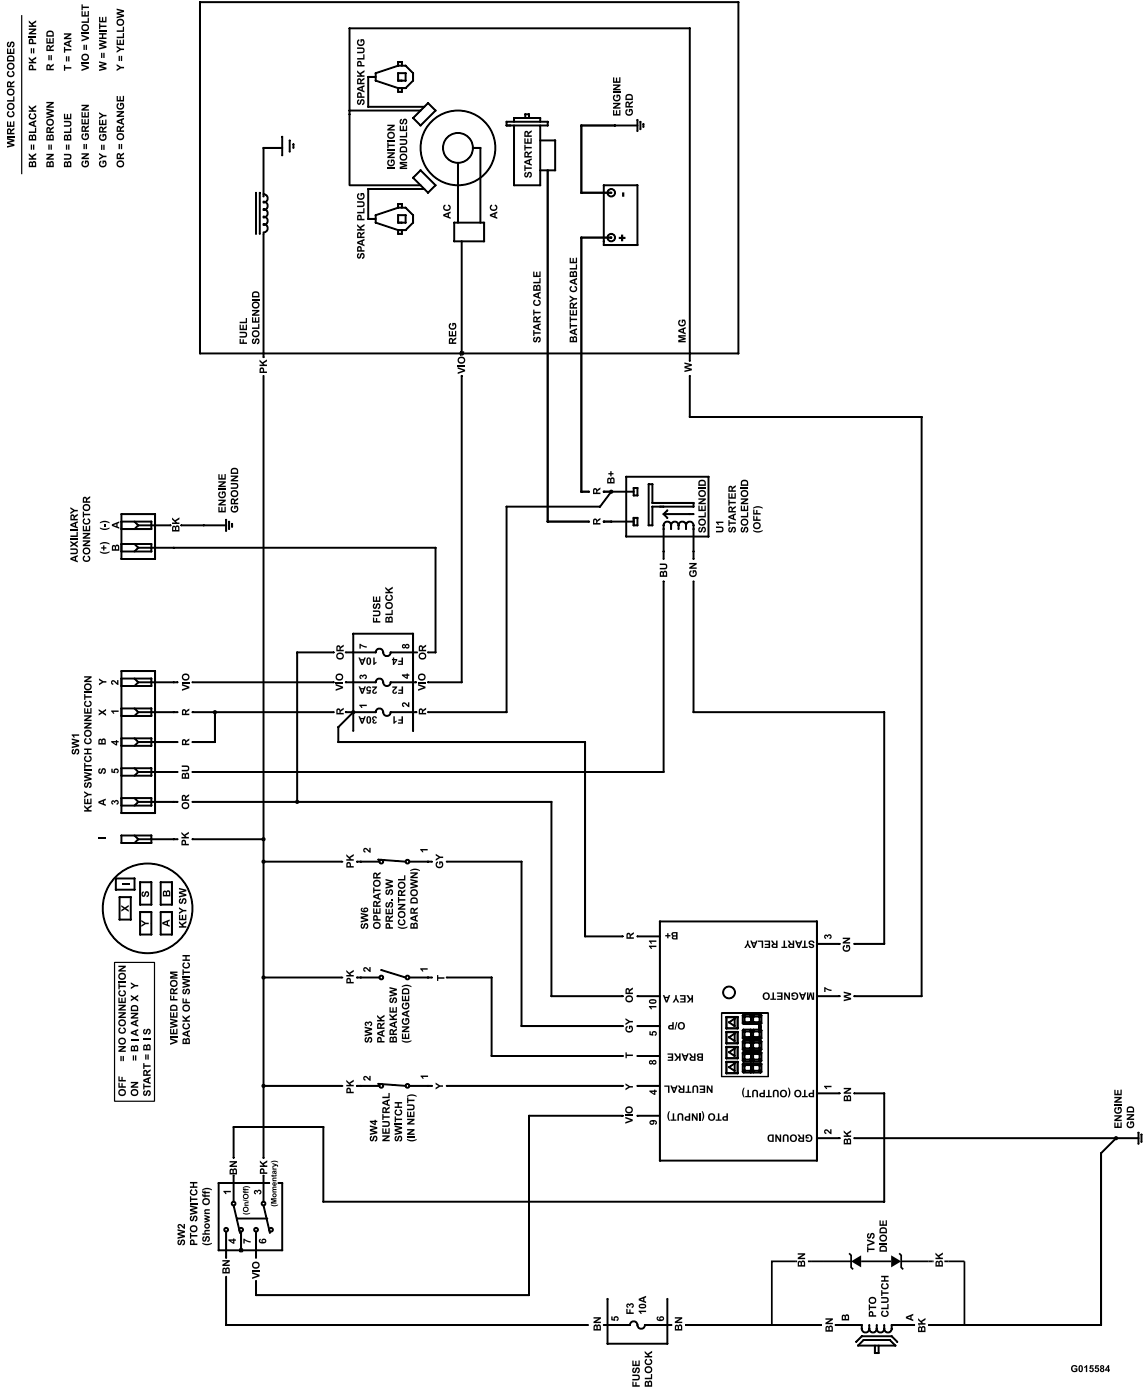 WIRE COLOR CODES
BK = BLACK
PK = PINK
BN = BROWN
R = RED
BU = BLUE
T = TAN
GN = GREEN
VIO = VIOLET
GY = GREY
W = WHITE
OR = ORANGE
Y = YELLOW
SPARK PLUG
IGNITION
MODULES
SPARK PLUG
AC
AC
STARTER
ENGINE
GRD
-
+
FUEL
SOLENOID
REG
START CABLE
BATTERY CABLE
MAG
PK
VIO
W
AUXILIARY
CONNECTOR
(-)
A
(+)
B
BK
ENGINE
GROUND
R
R
B+
SOLENOID
U1
STARTER
SOLENOID
(OFF)
BU
GN
FUSE
BLOCK
OR
7
10A
F4
8
OR
VIO
3
25A
F2
4
VIO
R
1
30A
F1
2
R
SW1
KEY SWITCH CONNECTION
Y
2
VIO
X
1
R
B
4
R
S
5
BU
A
3
OR
I
PK
I
X
S
Y
B
A
KEY SW
VIEWED FROM
BACK OF SWITCH
OFF = NO CONNECTION
ON = B I A AND X Y
START = B I S
PK
2
1
GY
SW6
OPERATOR
PRES. SW
(CONTROL
BAR DOWN)
PK
2
1
T
SW3
PARK
BRAKE SW
(ENGAGED)
PK
2
1
Y
SW4
NEUTRAL
SWITCH
(IN NEUT)
R
11
B+
OR
10
KEY A
GY
5
O/P
T
8
BRAKE
Y
4
NEUTRAL
VIO
9
PTO (INPUT)
START RELAY
3
GN
MAGNETO
7
W
PTO (OUTPUT)
1
BN
GROUND
2
BK
ENGINE
GND
SW2
PTO SWITCH
(Shown Off)
BN
1
(On/Off)
PK
3
(Momentary)
4
7
6
BN
VIO
BN
5
F3
10A
6
BN
FUSE
BLOCK
BN
TVS
DIODE
BK
BN
B
PTO
CLUTCH
A
BK
G015584